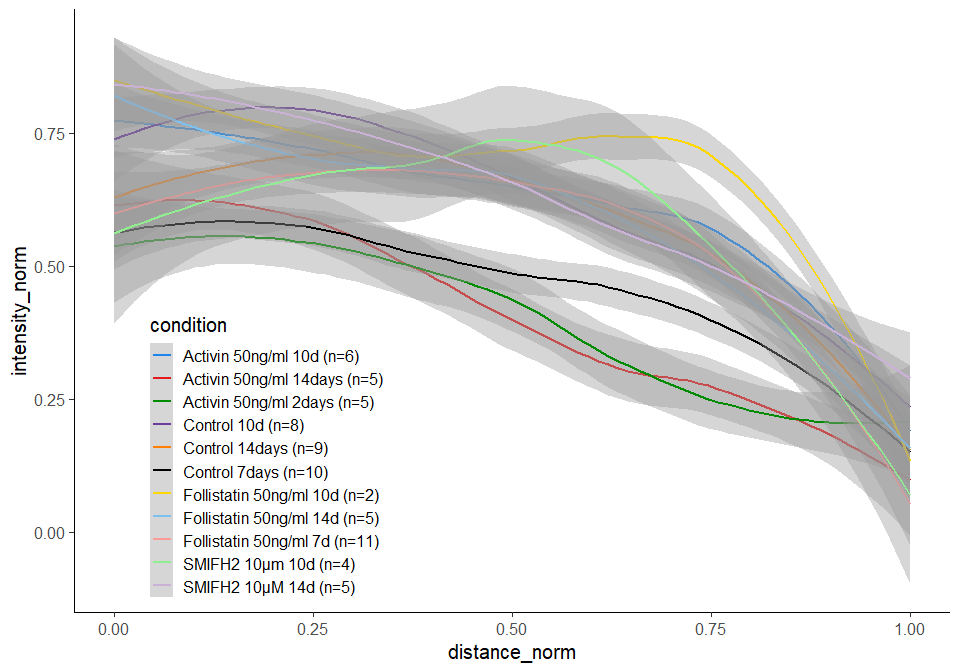 0.75
0.50
0.25
0.00
intensity_norm
condition
Activin 50ng/ml 10d (n=6)
Activin 50ng/ml 14days (n=5)
Activin 50ng/ml 2days (n=5)
Control 10d (n=8)
Control 14days (n=9)
Control 7days (n=10)
Follistatin 50ng/ml 10d (n=2)
Follistatin 50ng/ml 14d (n=5)
Follistatin 50ng/ml 7d (n=11)
SMIFH2 10µm 10d (n=4)
SMIFH2 10µM 14d (n=5)
0.00 0.25 0.50 0.75 1.00
distance_norm